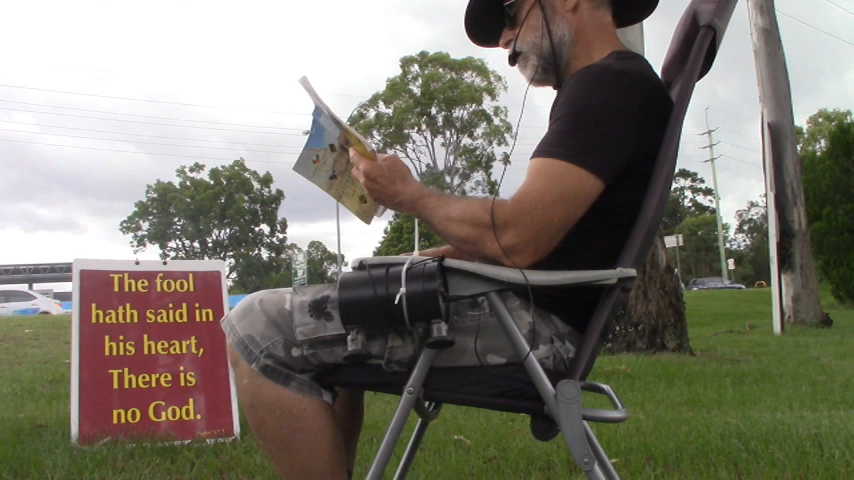 The fool
hath said in
his heart,
There is
no God.